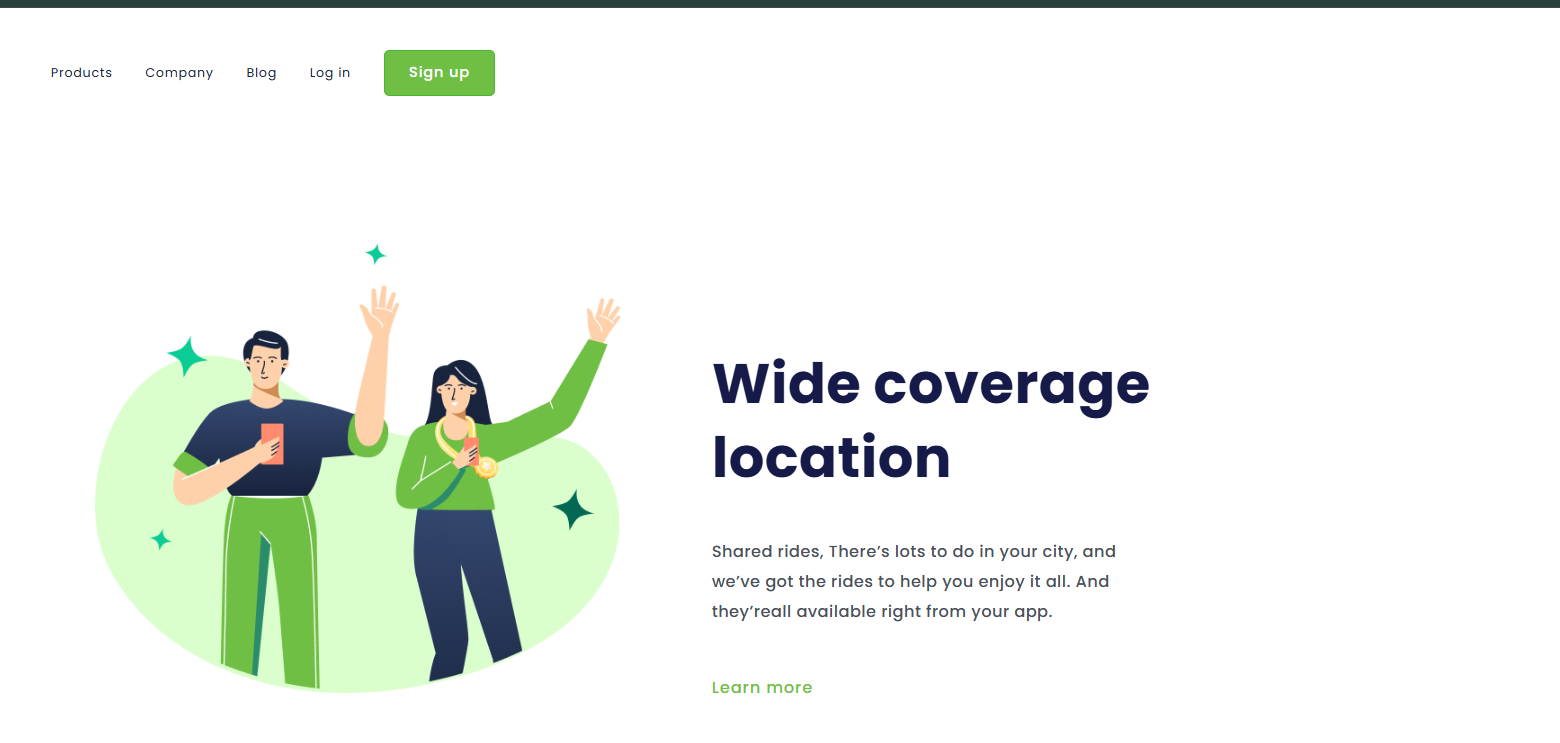 Products Company Blog Log in Sign up
Wide coverage
location
Shared rides, There’s lots to do in your city, and
we’ve got the rides to help you enjoy it all. And
they’reall available right from your app.
Learn more